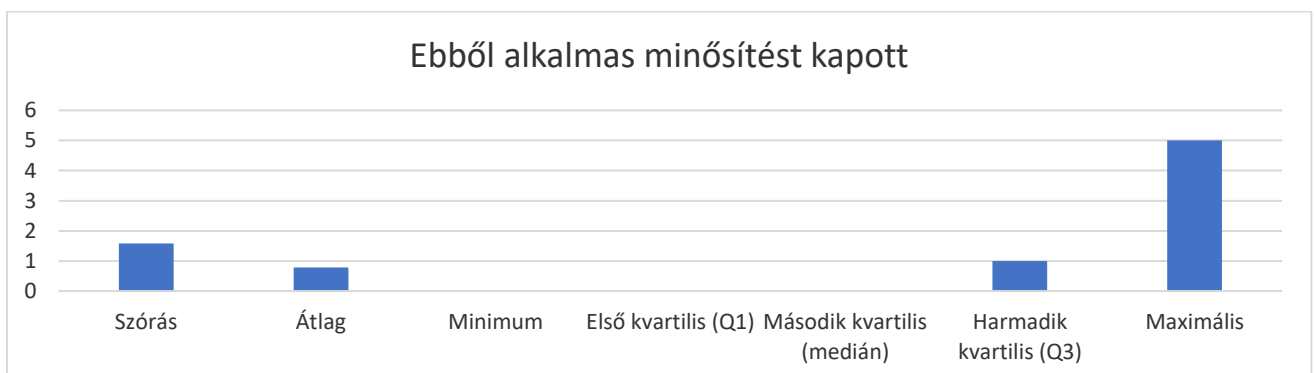 Ebből alkalmas minősítést kapott
6
5
4
3
2
1
0
Szórás
Átlag
Minimum
Első kvartilis (Q1)
Második kvartilis
(medián)
Harmadik
kvartilis (Q3)
Maximális